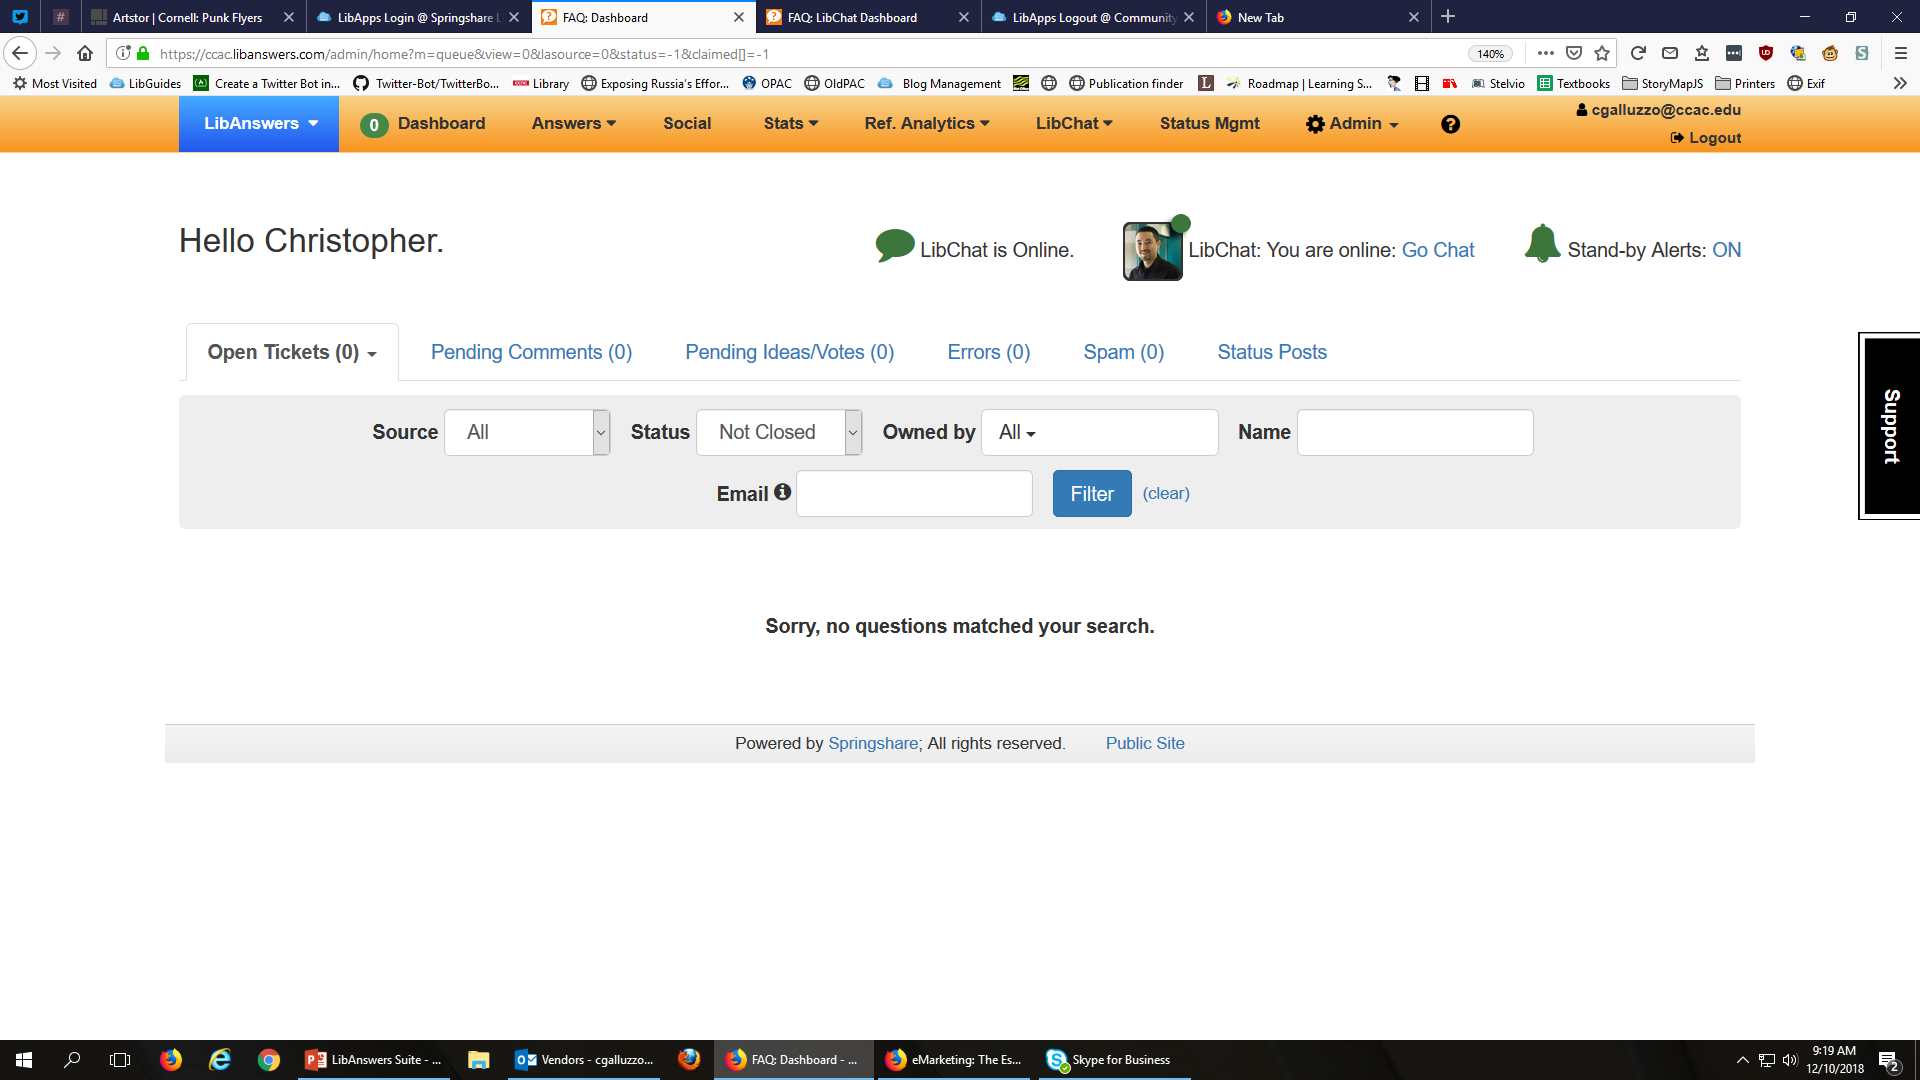 Artstor | Cornell: Punk Flyers
LibApps Login @ Springshare L
FAQ: Dashboard
FAQ: LibChat Dashboard
LibApps Logout @ Community
New Tab
https://ccac.libanswers.com/admin/home?m=queue&view=0&lasource=0&status=-1&claimed[]=-1
140%
Most Visited
LibGuides
Create a Twitter Bot in...
Twitter-Bot/TwitterBo...
Library
Exposing Russia's Effor...
OPAC
OldPAC
Blog Management
Publication finder
Roadmap | Learning S...
Stelvio
Textbooks
StoryMapJS
Printers
Exif
LibAnswers
0 Dashboard
Answers
Social
Stats
Ref. Analytics
LibChat
Status Mgmt
Admin
?
cgalluzzo@ccac.edu
Logout
Hello Christopher.
LibChat is Online.
LibChat: You are online: Go Chat
Stand-by Alerts: ON
Open Tickets (0)
Pending Comments (0)
Pending Ideas/Votes (0)
Errors (0)
Spam (0)
Status Posts
Source All
Status Not Closed
Owned by All
Name
Email
Filter (clear)
Support
Sorry, no questions matched your search.
Powered by Springshare; All rights reserved.
Public Site
LibAnswers Suite - ...
Vendors - cgalluzzo...
FAQ: Dashboard - ...
eMarketing: The Es...
Skype for Business
9:19 AM
12/10/2018
2